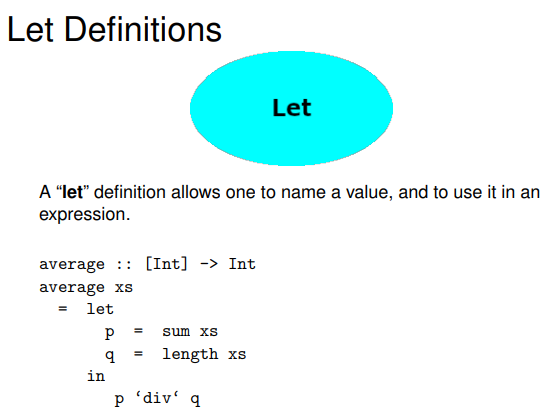 Let Definitions
Let
A “let” definition allows one to name a value, and to use it in an
expression.
average :: [Int] -> Int
average xs
= let
p = sum xs
q = length xs
in
p ‘div‘ q